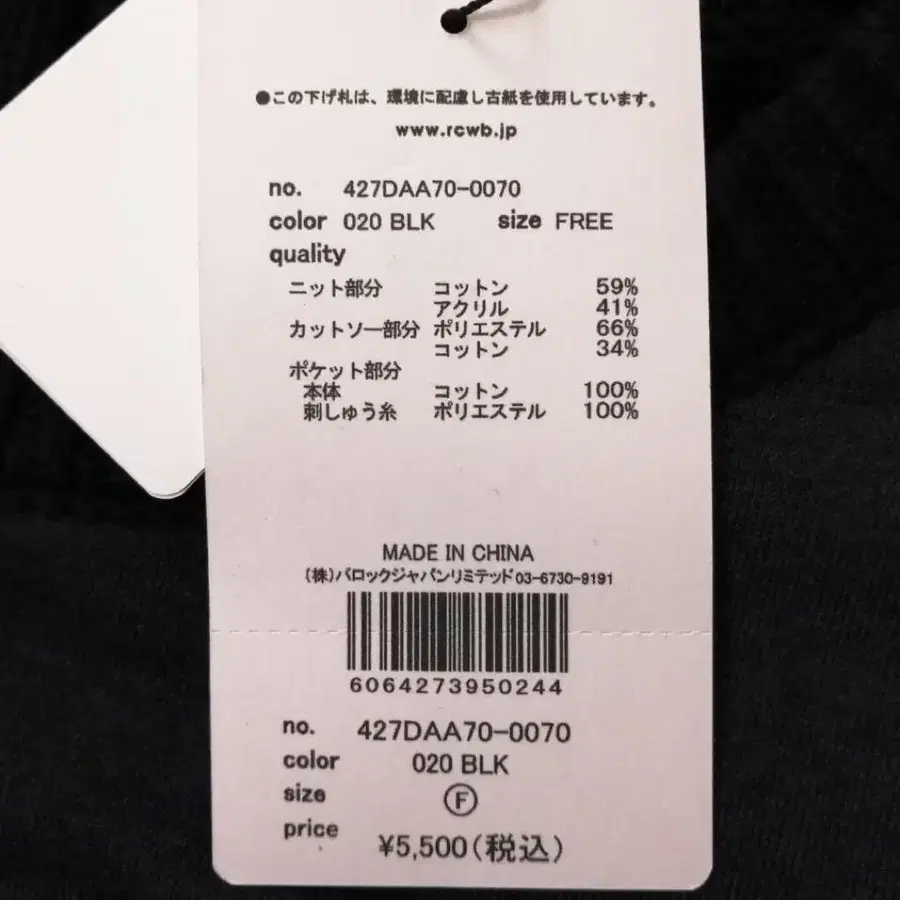 ●この下げ札は、環境に配慮し古紙を使用しています。
www.rcwb.jp
no. 427DAA70-0070
color 020 BLK size FREE
quality
ニット部分 コットン 59%
アクリル 41%
カットソー部分 ポリエステル 66%
コットン 34%
ポケット部分
本体 コットン 100%
刺しゅう糸 ポリエステル 100%
MADE IN CHINA
(株)バロックジャパンリミテッド03-6730-9191
6064273950244
no. 427DAA70-0070
color 020 BLK
size Ⓕ
price ¥5,500(税込)